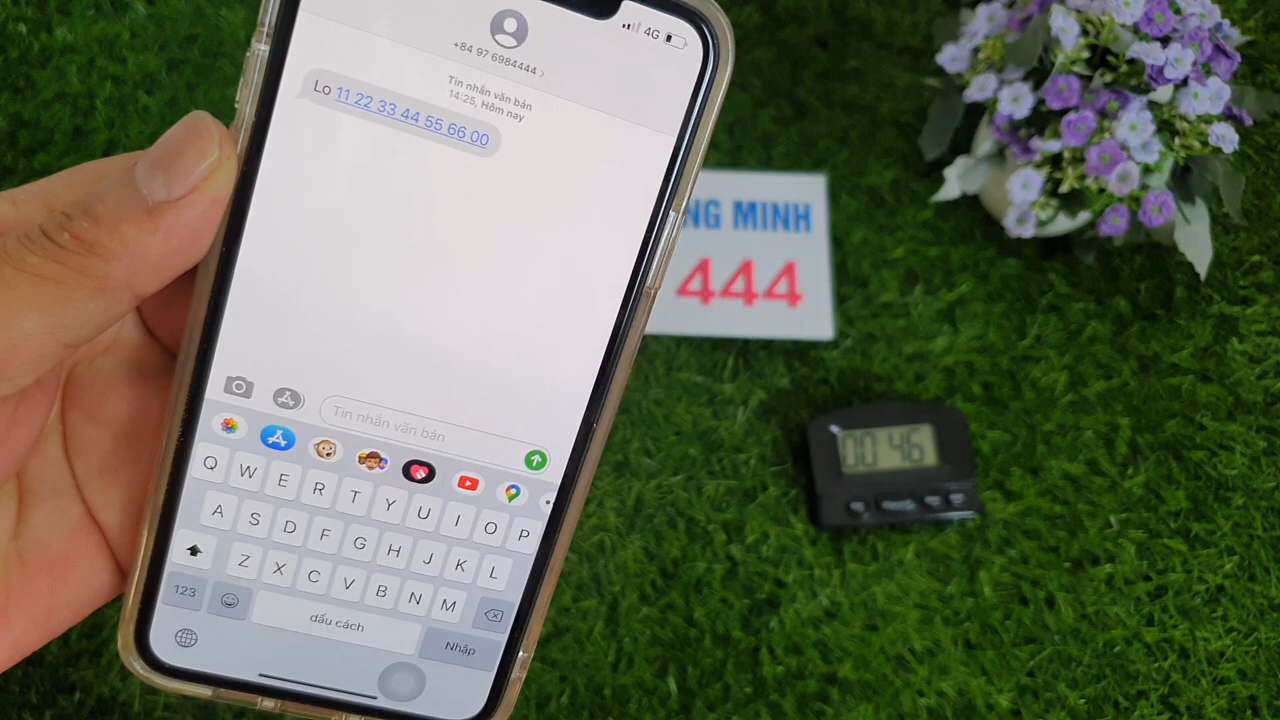 4G
+84 97 6984444 >
Tin nhắn văn bản
14:25, Hôm nay
Lo 11 22 33 44 55 66 00
NG MINH
444
00 46
Tin nhắn văn bản
Q W E R T Y U I O P
A S D F G H J K L
Z X C V B N M
123
dấu cách
Nhập